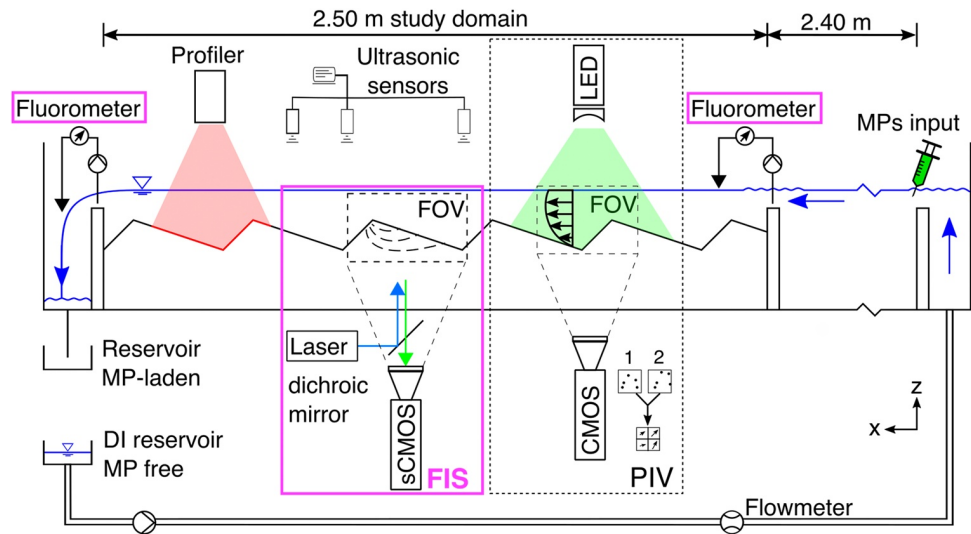 2.50 m study domain
2.40 m
Profiler
Ultrasonic
sensors
LED
Fluorometer
Fluorometer
MPs input
FOV
FOV
Laser
dichroic
mirror
sCMOS
FIS
CMOS
1 2
PIV
Reservoir
MP-laden
DI reservoir
MP free
z
x
Flowmeter